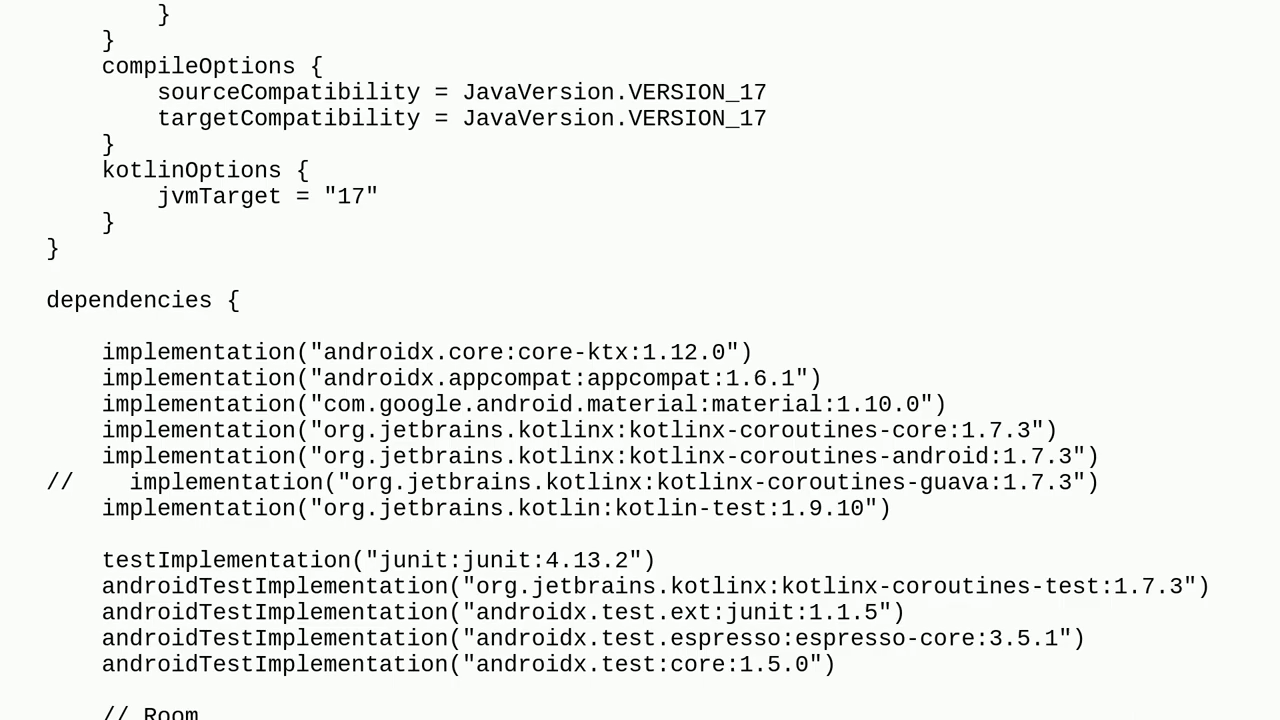 }
    }
    compileOptions {
        sourceCompatibility = JavaVersion.VERSION_17
        targetCompatibility = JavaVersion.VERSION_17
    }
    kotlinOptions {
        jvmTarget = "17"
    }
}

dependencies {

    implementation("androidx.core:core-ktx:1.12.0")
    implementation("androidx.appcompat:appcompat:1.6.1")
    implementation("com.google.android.material:material:1.10.0")
    implementation("org.jetbrains.kotlinx:kotlinx-coroutines-core:1.7.3")
    implementation("org.jetbrains.kotlinx:kotlinx-coroutines-android:1.7.3")
//    implementation("org.jetbrains.kotlinx:kotlinx-coroutines-guava:1.7.3")
    implementation("org.jetbrains.kotlin:kotlin-test:1.9.10")

    testImplementation("junit:junit:4.13.2")
    androidTestImplementation("org.jetbrains.kotlinx:kotlinx-coroutines-test:1.7.3")
    androidTestImplementation("androidx.test.ext:junit:1.1.5")
    androidTestImplementation("androidx.test.espresso:espresso-core:3.5.1")
    androidTestImplementation("androidx.test:core:1.5.0")

    // Room